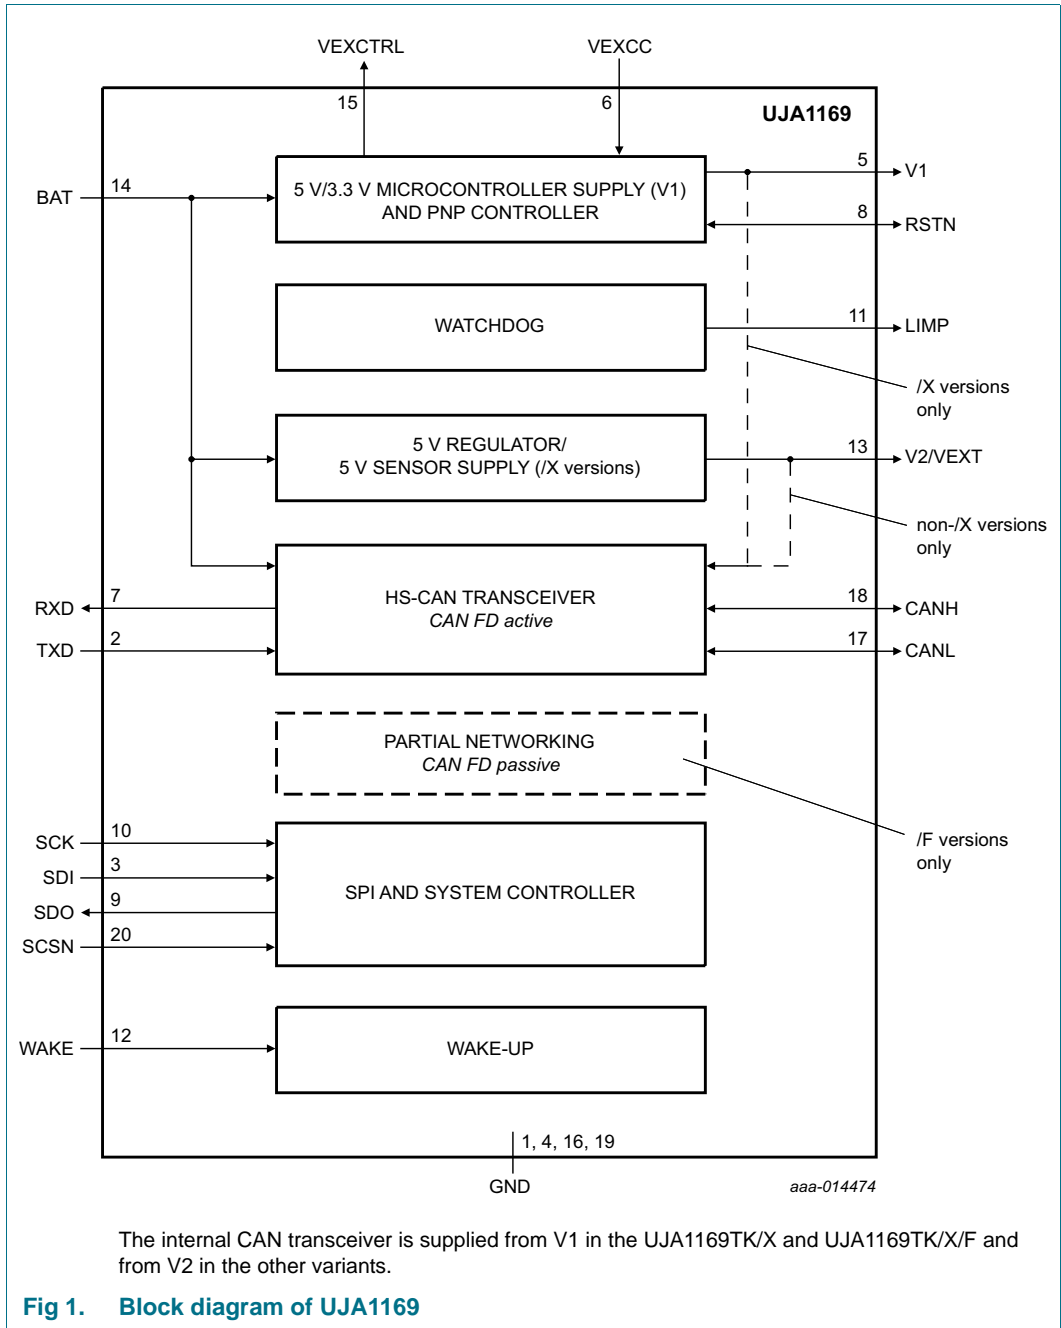 VEXCTRL
VEXCC
15
6
UJA1169
BAT
14
5 V/3.3 V MICROCONTROLLER SUPPLY (V1)
AND PNP CONTROLLER
5
V1
8
RSTN
WATCHDOG
11
LIMP
/X versions
only
5 V REGULATOR/
5 V SENSOR SUPPLY (/X versions)
13
V2/VEXT
non-/X versions
only
RXD
7
TXD
2
HS-CAN TRANSCEIVER
CAN FD active
18
CANH
17
CANL
PARTIAL NETWORKING
CAN FD passive
/F versions
only
SCK
10
SDI
3
SDO
9
SCSN
20
SPI AND SYSTEM CONTROLLER
WAKE
12
WAKE-UP
1, 4, 16, 19
GND
aaa-014474
The internal CAN transceiver is supplied from V1 in the UJA1169TK/X and UJA1169TK/X/F and
from V2 in the other variants.
Fig 1. Block diagram of UJA1169